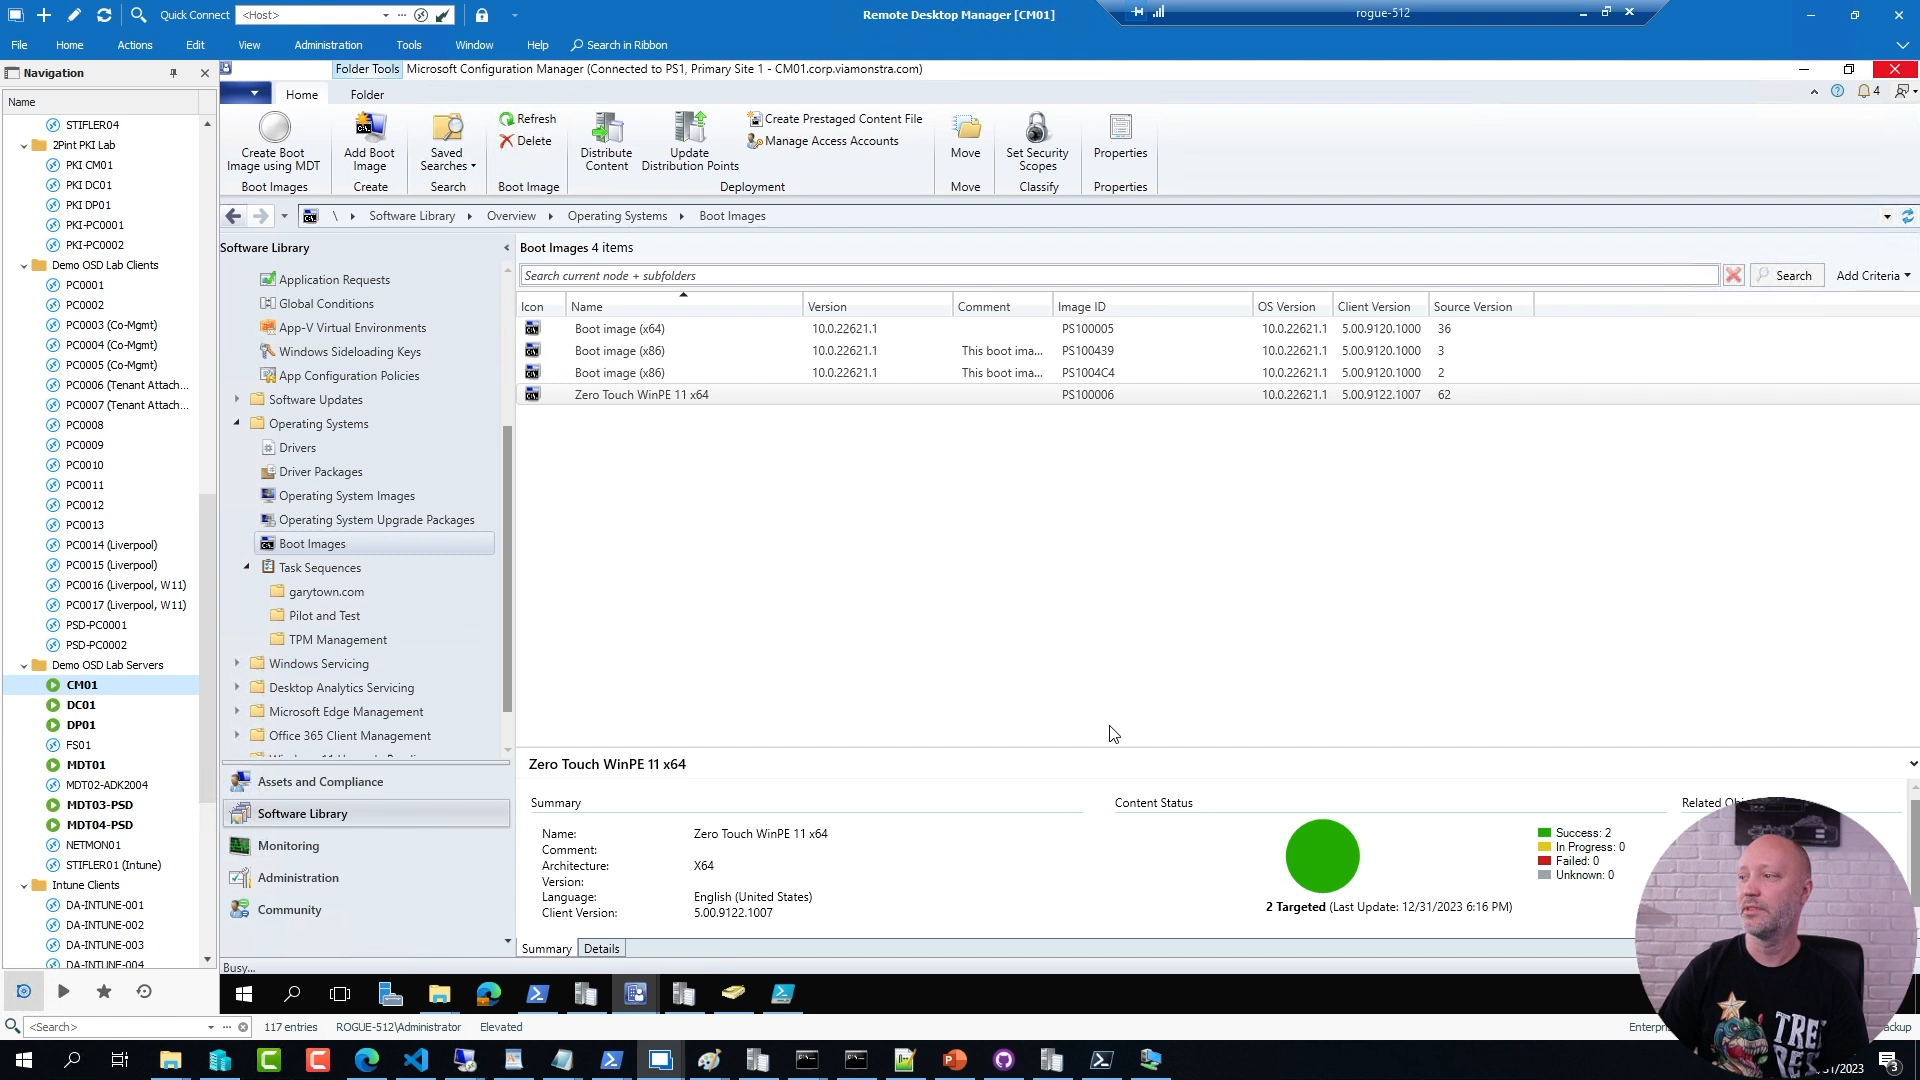 Quick Connect
<Host>
Remote Desktop Manager [CM01]
rogue-512
File
Home
Actions
Edit
View
Administration
Tools
Window
Help
Search in Ribbon
Navigation
Name
STIFLER04
2Pint PKI Lab
PKI CM01
PKI DC01
PKI DP01
PKI-PC0001
PKI-PC0002
Demo OSD Lab Clients
PC0001
PC0002
PC0003 (Co-Mgmt)
PC0004 (Co-Mgmt)
PC0005 (Co-Mgmt)
PC0006 (Tenant Attach...
PC0007 (Tenant Attach...
PC0008
PC0009
PC0010
PC0011
PC0012
PC0013
PC0014 (Liverpool)
PC0015 (Liverpool)
PC0016 (Liverpool, W11)
PC0017 (Liverpool, W11)
PSD-PC0001
PSD-PC0002
Demo OSD Lab Servers
CM01
DC01
DP01
FS01
MDT01
MDT02-ADK2004
MDT03-PSD
MDT04-PSD
NETMON01
STIFLER01 (Intune)
Intune Clients
DA-INTUNE-001
DA-INTUNE-002
DA-INTUNE-003
DA-INTUNE-004
Folder Tools
Microsoft Configuration Manager (Connected to PS1, Primary Site 1 - CM01.corp.viamonstra.com)
Home
Folder
4
Create Boot
Image using MDT
Boot Images
Add Boot
Image
Create
Saved
Searches
Search
Refresh
Delete
Boot Image
Distribute
Content
Update
Distribution Points
Create Prestaged Content File
Manage Access Accounts
Deployment
Move
Move
Set Security
Scopes
Classify
Properties
Properties
\
Software Library
Overview
Operating Systems
Boot Images
Software Library
Application Requests
Global Conditions
App-V Virtual Environments
Windows Sideloading Keys
App Configuration Policies
Software Updates
Operating Systems
Drivers
Driver Packages
Operating System Images
Operating System Upgrade Packages
Boot Images
Task Sequences
garytown.com
Pilot and Test
TPM Management
Windows Servicing
Desktop Analytics Servicing
Microsoft Edge Management
Office 365 Client Management
Assets and Compliance
Software Library
Monitoring
Administration
Community
Busy...
Boot Images 4 items
Search current node + subfolders
Search
Add Criteria
Icon Name Version Comment Image ID OS Version Client Version Source Version
Boot image (x64) 10.0.22621.1 PS100005 10.0.22621.1 5.00.9120.1000 36
Boot image (x86) 10.0.22621.1 This boot ima... PS100439 10.0.22621.1 5.00.9120.1000 3
Boot image (x86) 10.0.22621.1 This boot ima... PS1004C4 10.0.22621.1 5.00.9120.1000 2
Zero Touch WinPE 11 x64 PS100006 10.0.22621.1 5.00.9122.1007 62
Zero Touch WinPE 11 x64
Summary
Name: Zero Touch WinPE 11 x64
Comment:
Architecture: X64
Version:
Language: English (United States)
Client Version: 5.00.9122.1007
Content Status
Success: 2
In Progress: 0
Failed: 0
Unknown: 0
2 Targeted (Last Update: 12/31/2023 6:16 PM)
Related
Summary
Details
<Search>
117 entries
ROGUE-512\Administrator
Elevated
3